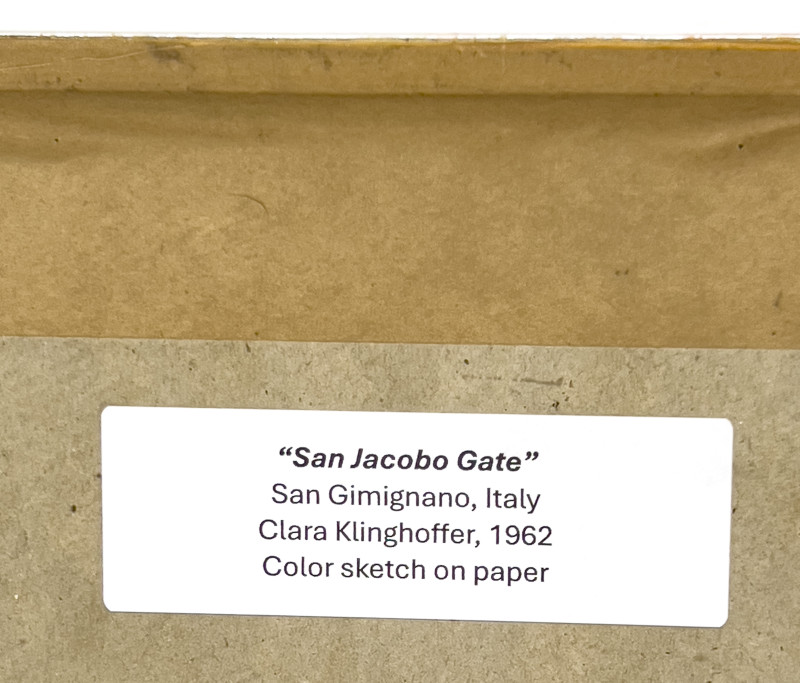 “San Jacobo Gate”
San Gimignano, Italy
Clara Klinghoffer, 1962
Color sketch on paper